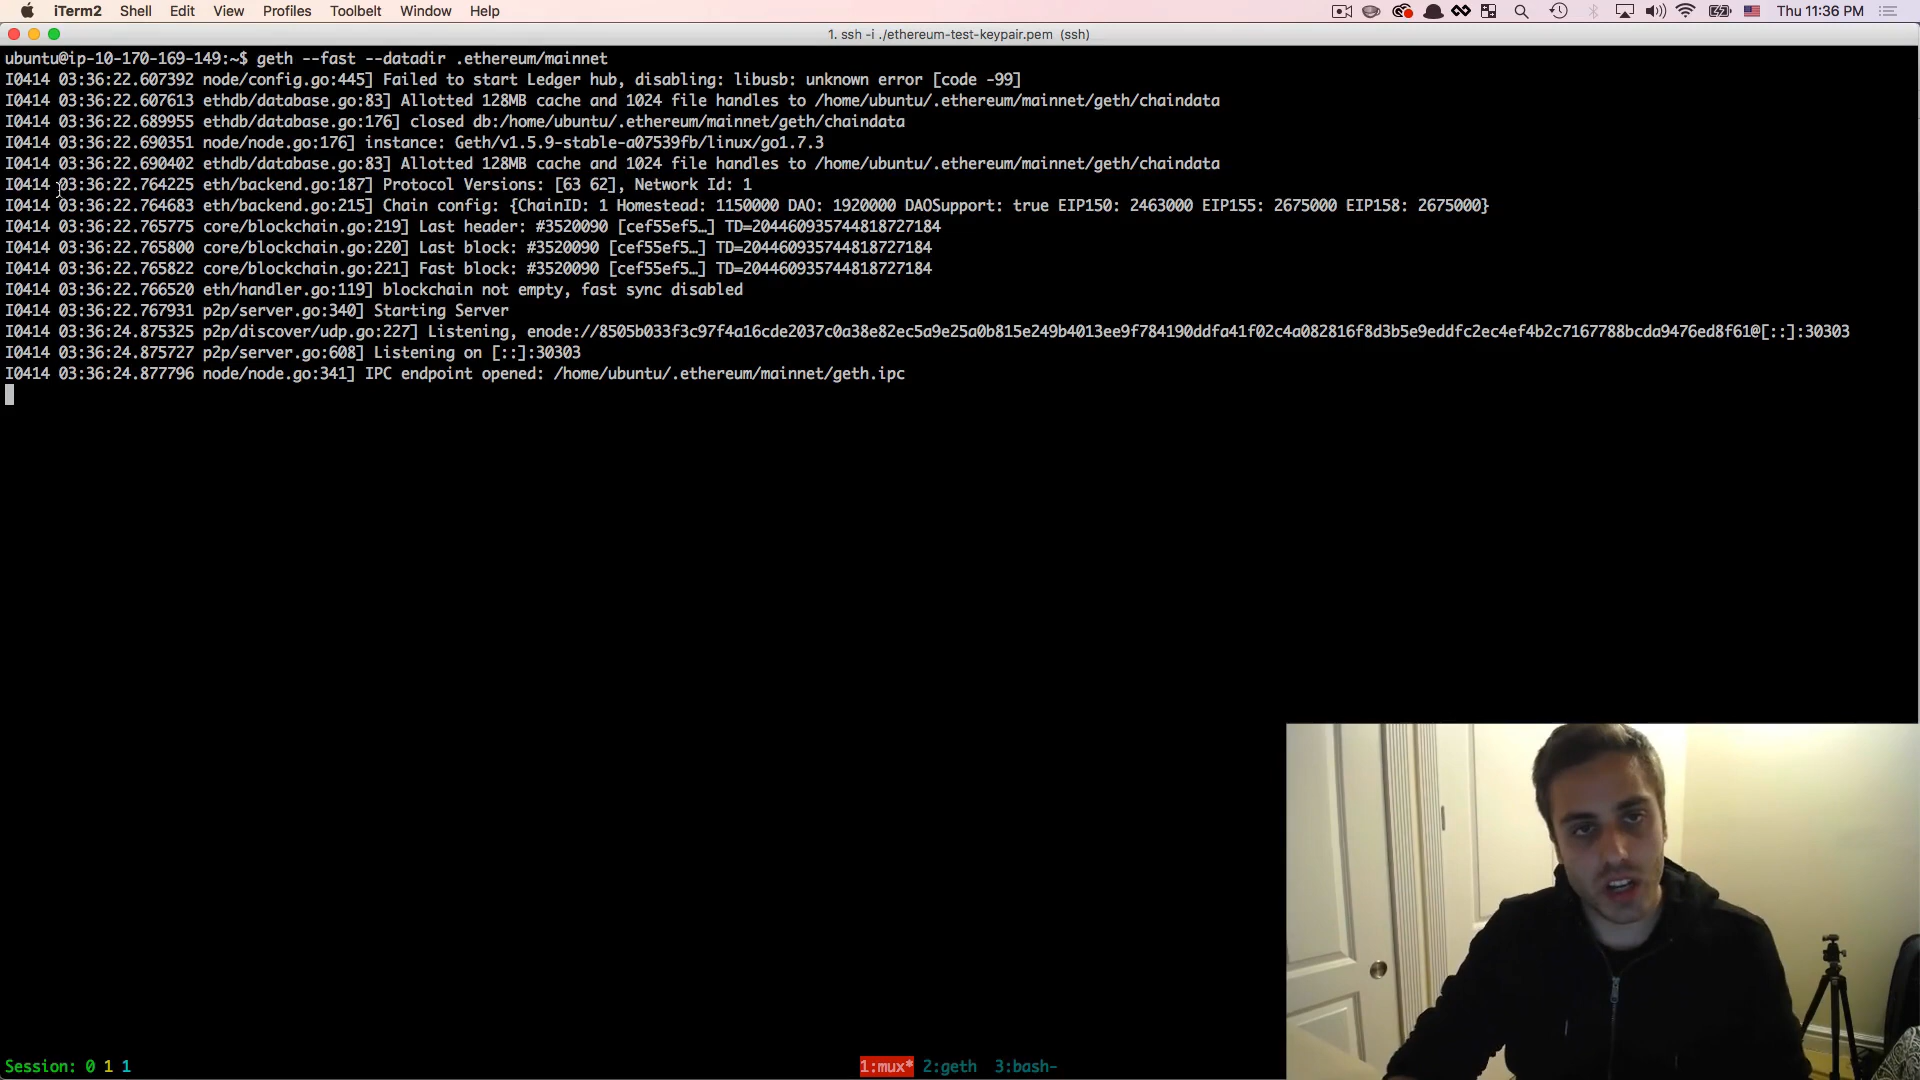 iTerm2 Shell Edit View Profiles Toolbelt Window Help Thu 11:36 PM
1. ssh -i ./ethereum-test-keypair.pem (ssh)
ubuntu@ip-10-170-169-149:~$ geth --fast --datadir .ethereum/mainnet
I0414 03:36:22.607392 node/config.go:445] Failed to start Ledger hub, disabling: libusb: unknown error [code -99]
I0414 03:36:22.607613 ethdb/database.go:83] Allotted 128MB cache and 1024 file handles to /home/ubuntu/.ethereum/mainnet/geth/chaindata
I0414 03:36:22.689955 ethdb/database.go:176] closed db:/home/ubuntu/.ethereum/mainnet/geth/chaindata
I0414 03:36:22.690351 node/node.go:176] instance: Geth/v1.5.9-stable-a07539fb/linux/go1.7.3
I0414 03:36:22.690402 ethdb/database.go:83] Allotted 128MB cache and 1024 file handles to /home/ubuntu/.ethereum/mainnet/geth/chaindata
I0414 03:36:22.764225 eth/backend.go:187] Protocol Versions: [63 62], Network Id: 1
I0414 03:36:22.764683 eth/backend.go:215] Chain config: {ChainID: 1 Homestead: 1150000 DAO: 1920000 DAOSupport: true EIP150: 2463000 EIP155: 2675000 EIP158: 2675000}
I0414 03:36:22.765775 core/blockchain.go:219] Last header: #3520090 [cef55ef5…] TD=204460935744818727184
I0414 03:36:22.765800 core/blockchain.go:220] Last block: #3520090 [cef55ef5…] TD=204460935744818727184
I0414 03:36:22.765822 core/blockchain.go:221] Fast block: #3520090 [cef55ef5…] TD=204460935744818727184
I0414 03:36:22.766520 eth/handler.go:119] blockchain not empty, fast sync disabled
I0414 03:36:22.767931 p2p/server.go:340] Starting Server
I0414 03:36:24.875325 p2p/discover/udp.go:227] Listening, enode://8505b033f3c97f4a16cde2037c0a38e82ec5a9e25a0b815e249b4013ee9f784190ddfa41f02c4a082816f8d3b5e9eddfc2ec4ef4b2c7167788bcda9476ed8f61@[::]:30303
I0414 03:36:24.875727 p2p/server.go:608] Listening on [::]:30303
I0414 03:36:24.877796 node/node.go:341] IPC endpoint opened: /home/ubuntu/.ethereum/mainnet/geth.ipc
Session: 0 1 1 1:mux* 2:geth 3:bash-